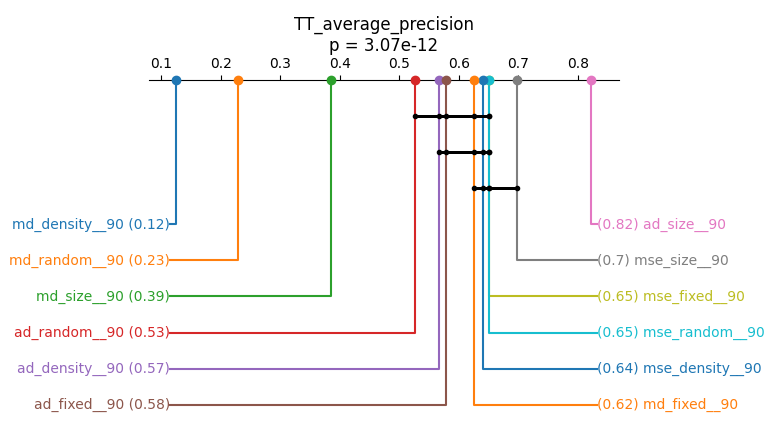 TT_average_precision
p = 3.07e-12
0.1 0.2 0.3 0.4 0.5 0.6 0.7 0.8
md_density__90 (0.12)
(0.82) ad_size__90
md_random__90 (0.23)
(0.7) mse_size__90
md_size__90 (0.39)
(0.65) mse_fixed__90
ad_random__90 (0.53)
(0.65) mse_random__90
ad_density__90 (0.57)
(0.64) mse_density__90
ad_fixed__90 (0.58)
(0.62) md_fixed__90